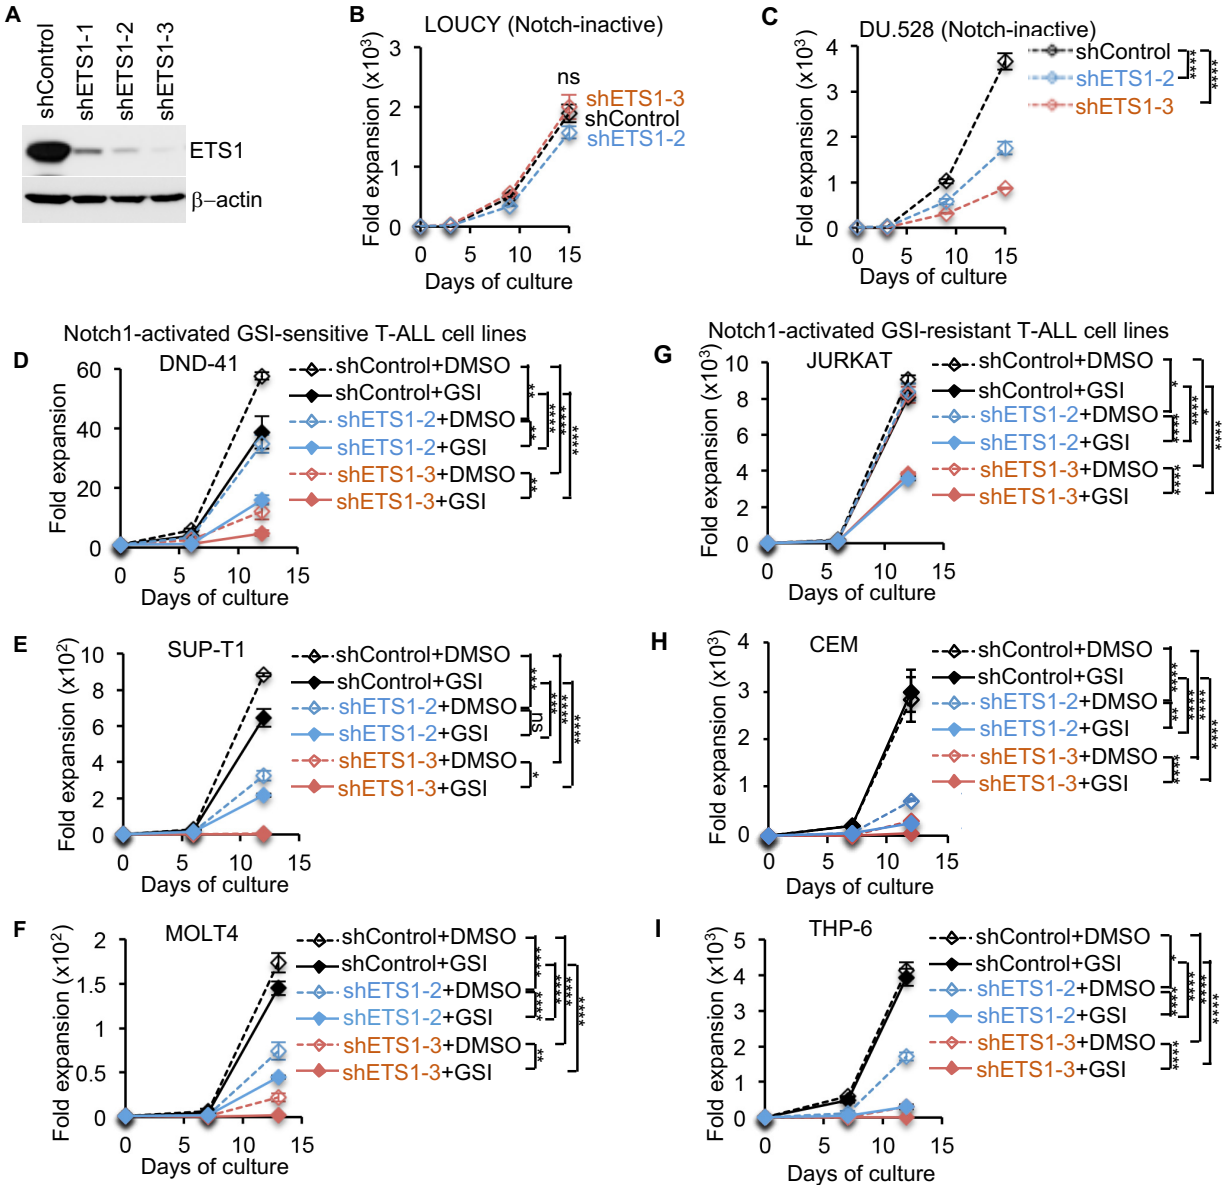 A
shControl
shETS1-1
shETS1-2
shETS1-3
ETS1
β–actin
B
LOUCY (Notch-inactive)
Fold expansion (x10³)
3
2
1
0
0 5 10 15
Days of culture
ns
shETS1-3
shControl
shETS1-2
C
DU.528 (Notch-inactive)
Fold expansion (x10³)
4
3
2
1
0
0 5 10 15
Days of culture
shControl
shETS1-2
shETS1-3
****
****
Notch1-activated GSI-sensitive T-ALL cell lines
D
DND-41
Fold expansion
60
40
20
0
0 5 10 15
Days of culture
shControl+DMSO
shControl+GSI
shETS1-2+DMSO
shETS1-2+GSI
shETS1-3+DMSO
shETS1-3+GSI
**
**
**
****
****
****
E
SUP-T1
Fold expansion (x10²)
10
8
6
4
2
0
0 5 10 15
Days of culture
shControl+DMSO
shControl+GSI
shETS1-2+DMSO
shETS1-2+GSI
shETS1-3+DMSO
shETS1-3+GSI
***
ns
*
***
****
****
F
MOLT4
Fold expansion (x10²)
2
1.5
1
0.5
0
0 5 10 15
Days of culture
shControl+DMSO
shControl+GSI
shETS1-2+DMSO
shETS1-2+GSI
shETS1-3+DMSO
shETS1-3+GSI
****
****
**
****
****
****
Notch1-activated GSI-resistant T-ALL cell lines
G
JURKAT
Fold expansion (x10³)
10
8
6
4
2
0
0 5 10 15
Days of culture
shControl+DMSO
shControl+GSI
shETS1-2+DMSO
shETS1-2+GSI
shETS1-3+DMSO
shETS1-3+GSI
*
****
****
****
*
****
H
CEM
Fold expansion (x10³)
4
3
2
1
0
0 5 10 15
Days of culture
shControl+DMSO
shControl+GSI
shETS1-2+DMSO
shETS1-2+GSI
shETS1-3+DMSO
shETS1-3+GSI
****
**
****
****
****
****
I
THP-6
Fold expansion (x10³)
5
4
3
2
1
0
0 5 10 15
Days of culture
shControl+DMSO
shControl+GSI
shETS1-2+DMSO
shETS1-2+GSI
shETS1-3+DMSO
shETS1-3+GSI
*
****
****
****
****
****